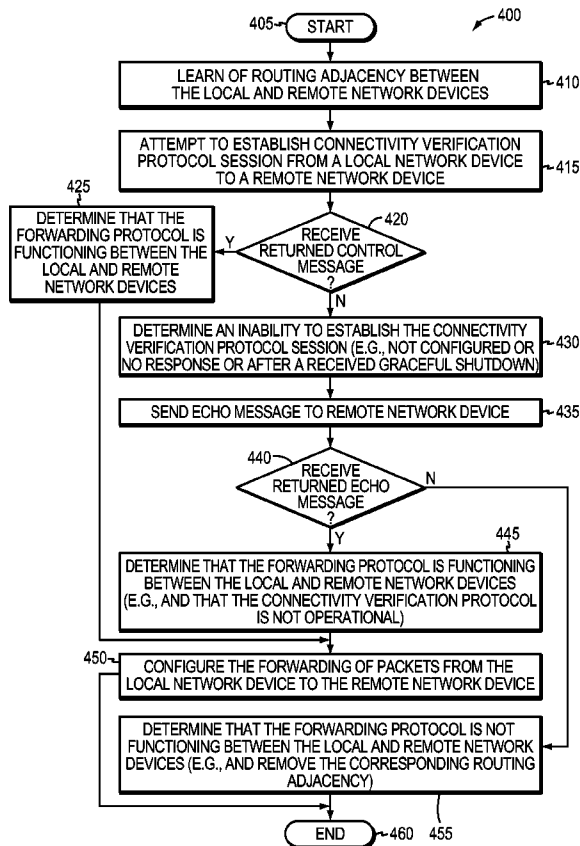 400
405
START
LEARN OF ROUTING ADJACENCY BETWEEN
THE LOCAL AND REMOTE NETWORK DEVICES
410
ATTEMPT TO ESTABLISH CONNECTIVITY VERIFICATION
PROTOCOL SESSION FROM A LOCAL NETWORK DEVICE
TO A REMOTE NETWORK DEVICE
415
425
DETERMINE THAT THE
FORWARDING PROTOCOL IS
FUNCTIONING BETWEEN THE
LOCAL AND REMOTE
NETWORK DEVICES
Y
420
RECEIVE
RETURNED CONTROL
MESSAGE
?
N
DETERMINE AN INABILITY TO ESTABLISH THE CONNECTIVITY
VERIFICATION PROTOCOL SESSION (E.G., NOT CONFIGURED OR
NO RESPONSE OR AFTER A RECEIVED GRACEFUL SHUTDOWN)
430
SEND ECHO MESSAGE TO REMOTE NETWORK DEVICE
435
440
RECEIVE
RETURNED ECHO
MESSAGE
?
N
Y
445
DETERMINE THAT THE FORWARDING PROTOCOL IS FUNCTIONING
BETWEEN THE LOCAL AND REMOTE NETWORK DEVICES
(E.G., AND THAT THE CONNECTIVITY VERIFICATION PROTOCOL
IS NOT OPERATIONAL)
450
CONFIGURE THE FORWARDING OF PACKETS FROM THE
LOCAL NETWORK DEVICE TO THE REMOTE NETWORK DEVICE
DETERMINE THAT THE FORWARDING PROTOCOL IS NOT
FUNCTIONING BETWEEN THE LOCAL AND REMOTE NETWORK
DEVICES (E.G., AND REMOVE THE CORRESPONDING ROUTING
ADJACENCY)
455
END
460